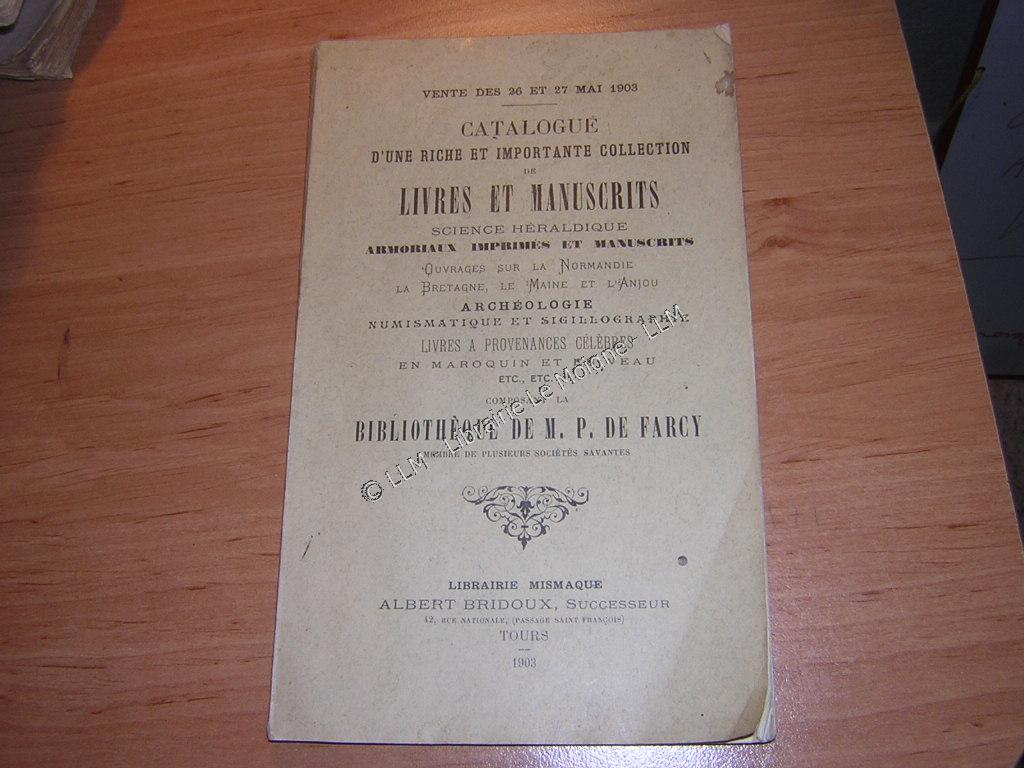 VENTE DES 26 ET 27 MAI 1903
CATALOGUE
D'UNE RICHE ET IMPORTANTE COLLECTION
DE
LIVRES ET MANUSCRITS
SCIENCE HÉRALDIQUE
ARMORIAUX IMPRIMÉS ET MANUSCRITS
OUVRAGES SUR LA NORMANDIE
LA BRETAGNE, LE MAINE ET L'ANJOU
ARCHÉOLOGIE
NUMISMATIQUE ET SIGILLOGRAPHIE
LIVRES A PROVENANCES CÉLÈBRES
EN MAROQUIN ET
ETC., ETC.
COMPOSANT LA
BIBLIOTHÈQUE DE M. P. DE FARCY
MEMBRE DE PLUSIEURS SOCIÉTÉS SAVANTES
© LLM - Librairie Le Moigne - LLM
LIBRAIRIE MISMAQUE
ALBERT BRIDOUX, SUCCESSEUR
42, RUE NATIONALE, (PASSAGE SAINT FRANÇOIS)
TOURS
1903